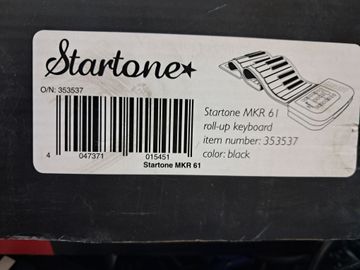 Startone
O/N: 353537
4 047371 015451
Startone MKR 61
Startone MKR 61
roll-up keyboard
item number: 353537
color: black